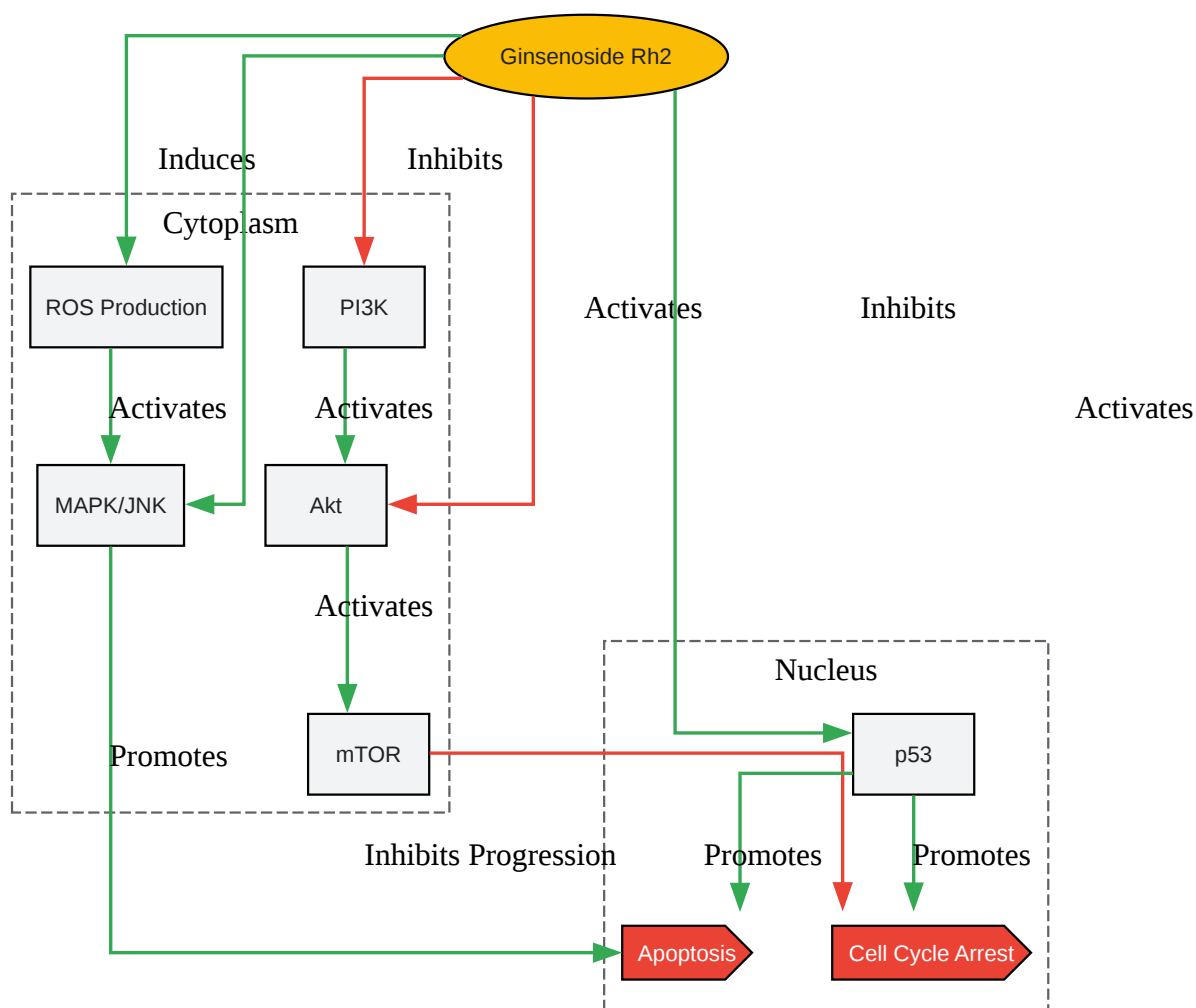 Ginsenoside Rh2
Induces
Inhibits
Cytoplasm
ROS Production
PI3K
Activates
Inhibits
Activates
Activates
Activates
MAPK/JNK
Akt
Activates
Nucleus
Promotes
mTOR
p53
Inhibits Progression
Promotes
Promotes
Apoptosis
Cell Cycle Arrest